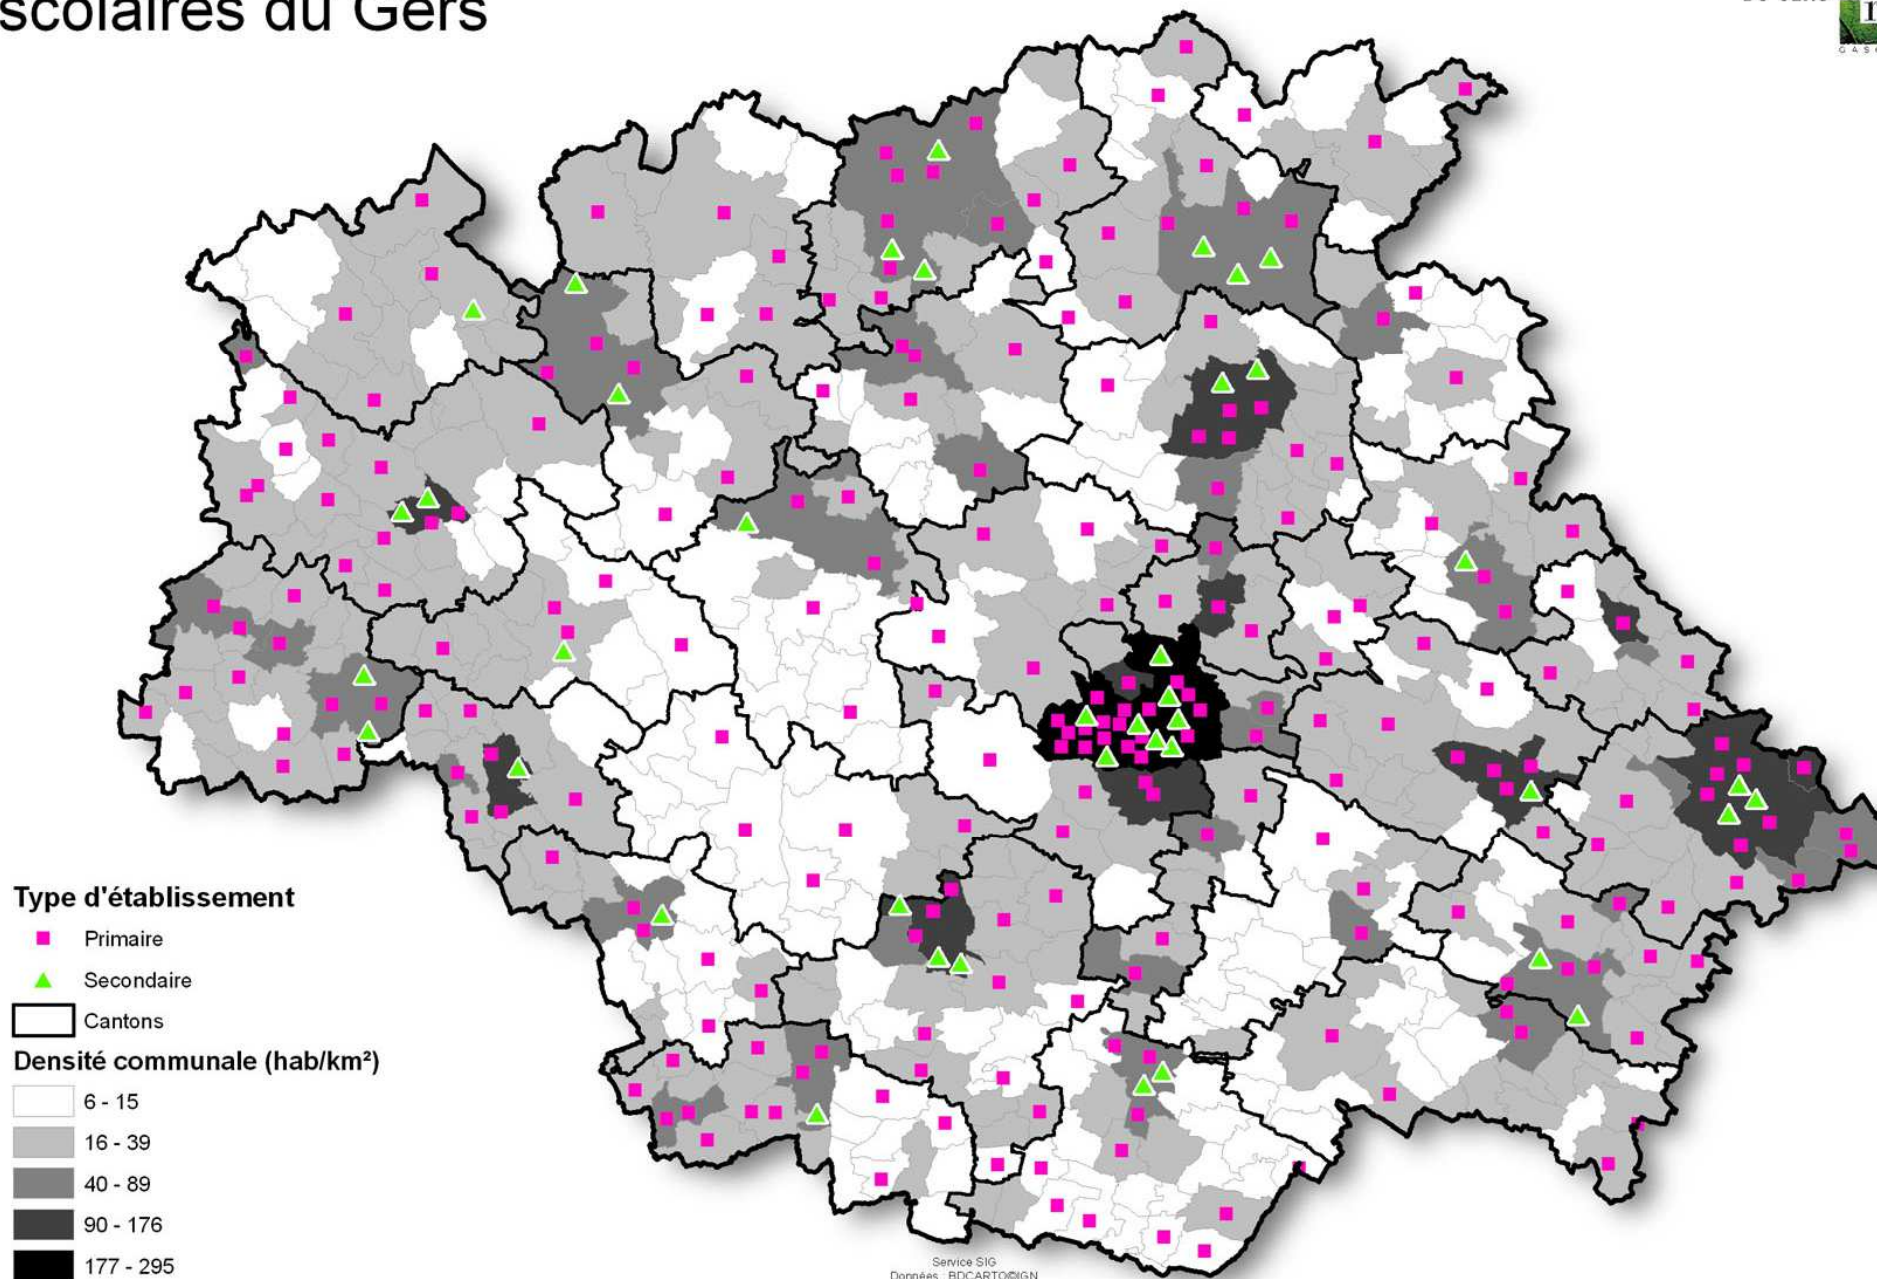 scolaires du Gers
Type d'établissement
Primaire
Secondaire
Cantons
Densité communale (hab/km²)
6 - 15
16 - 39
40 - 89
90 - 176
177 - 295
Service SIG
Données : BDCARTO©IGN